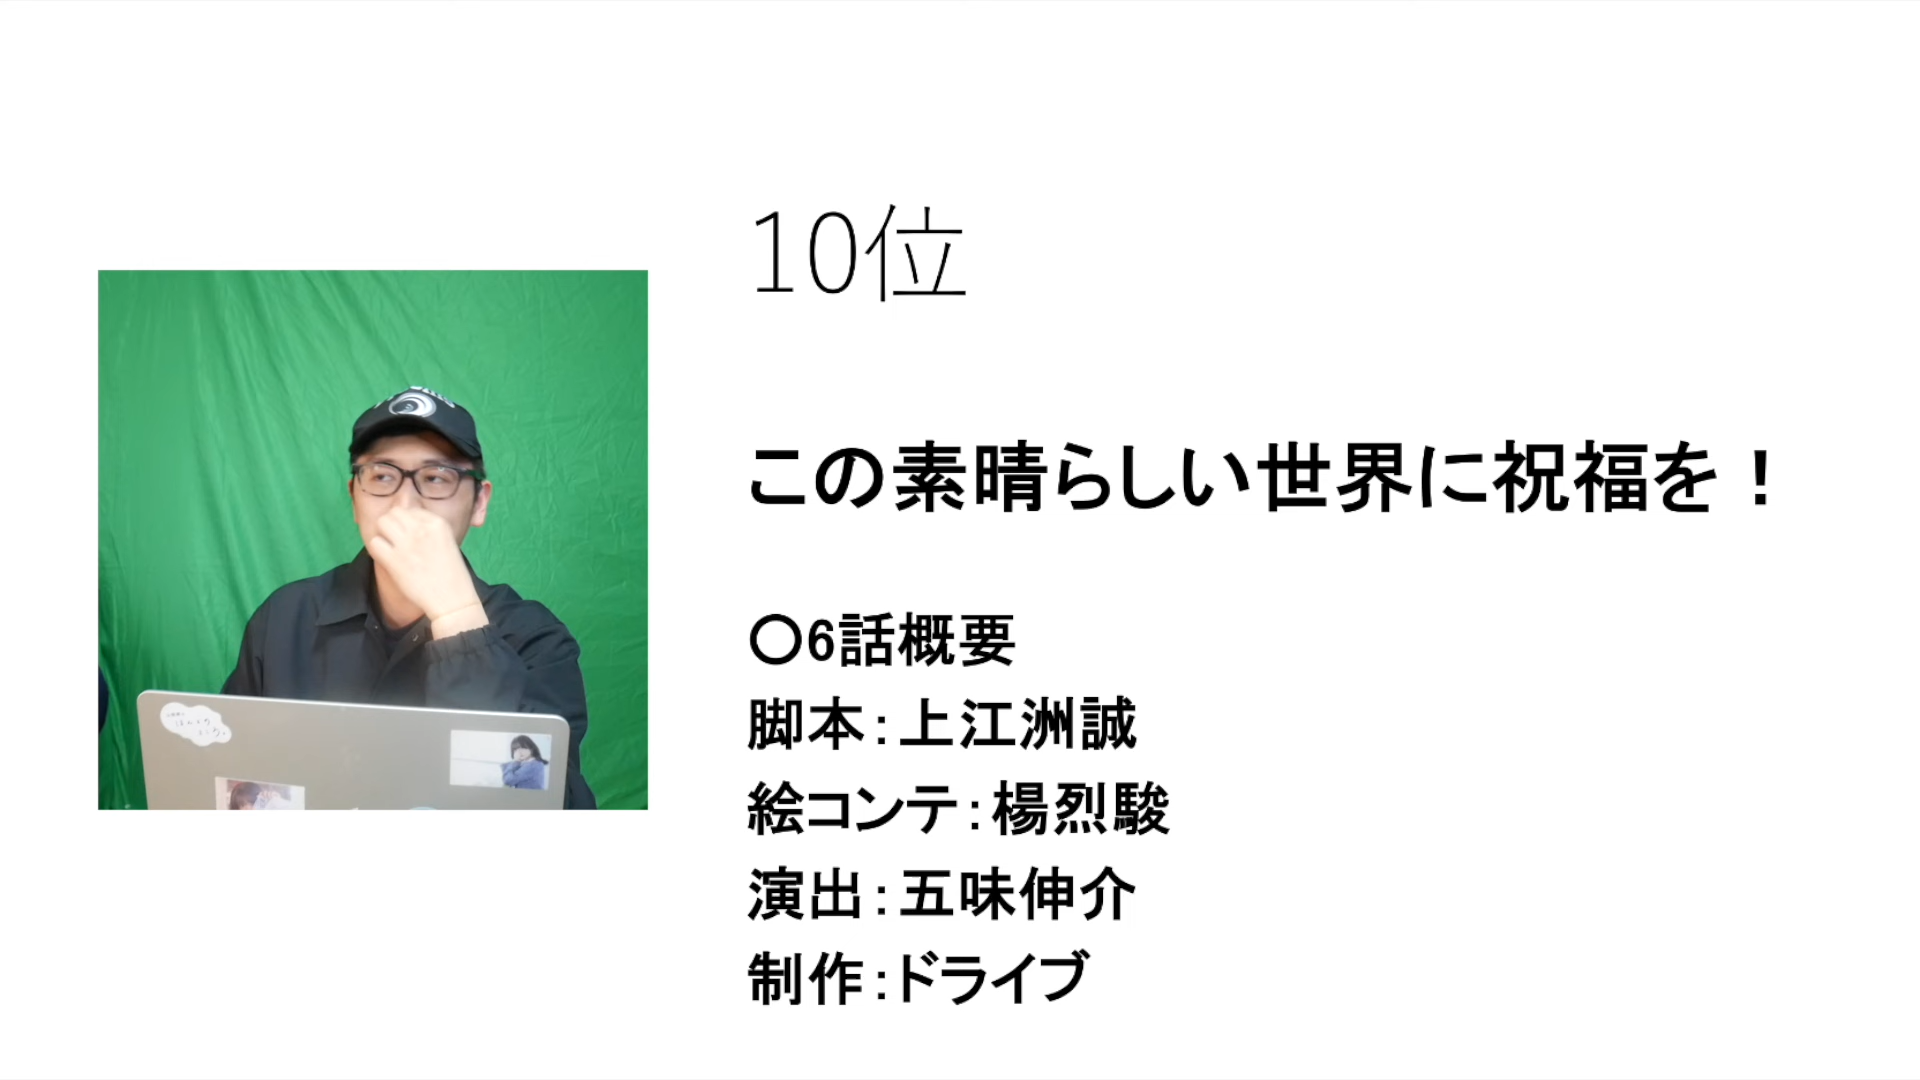 10位
この素晴らしい世界に祝福を！
〇6話概要
脚本：上江洲誠
絵コンテ：楊烈駿
演出：五味伸介
制作：ドライブ